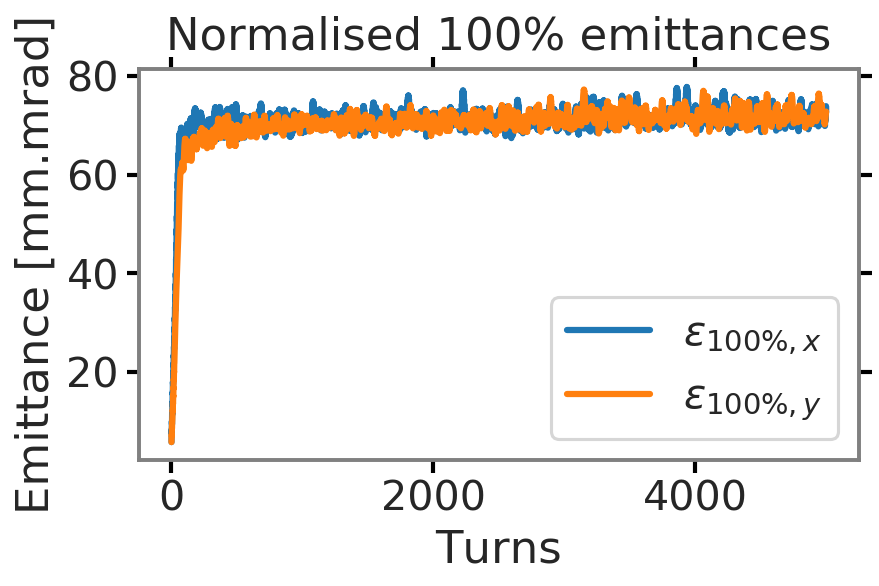 Normalised 100% emittances
Emittance [mm.mrad]
80
60
40
20
0 2000 4000
Turns
ε100%, x
ε100%, y